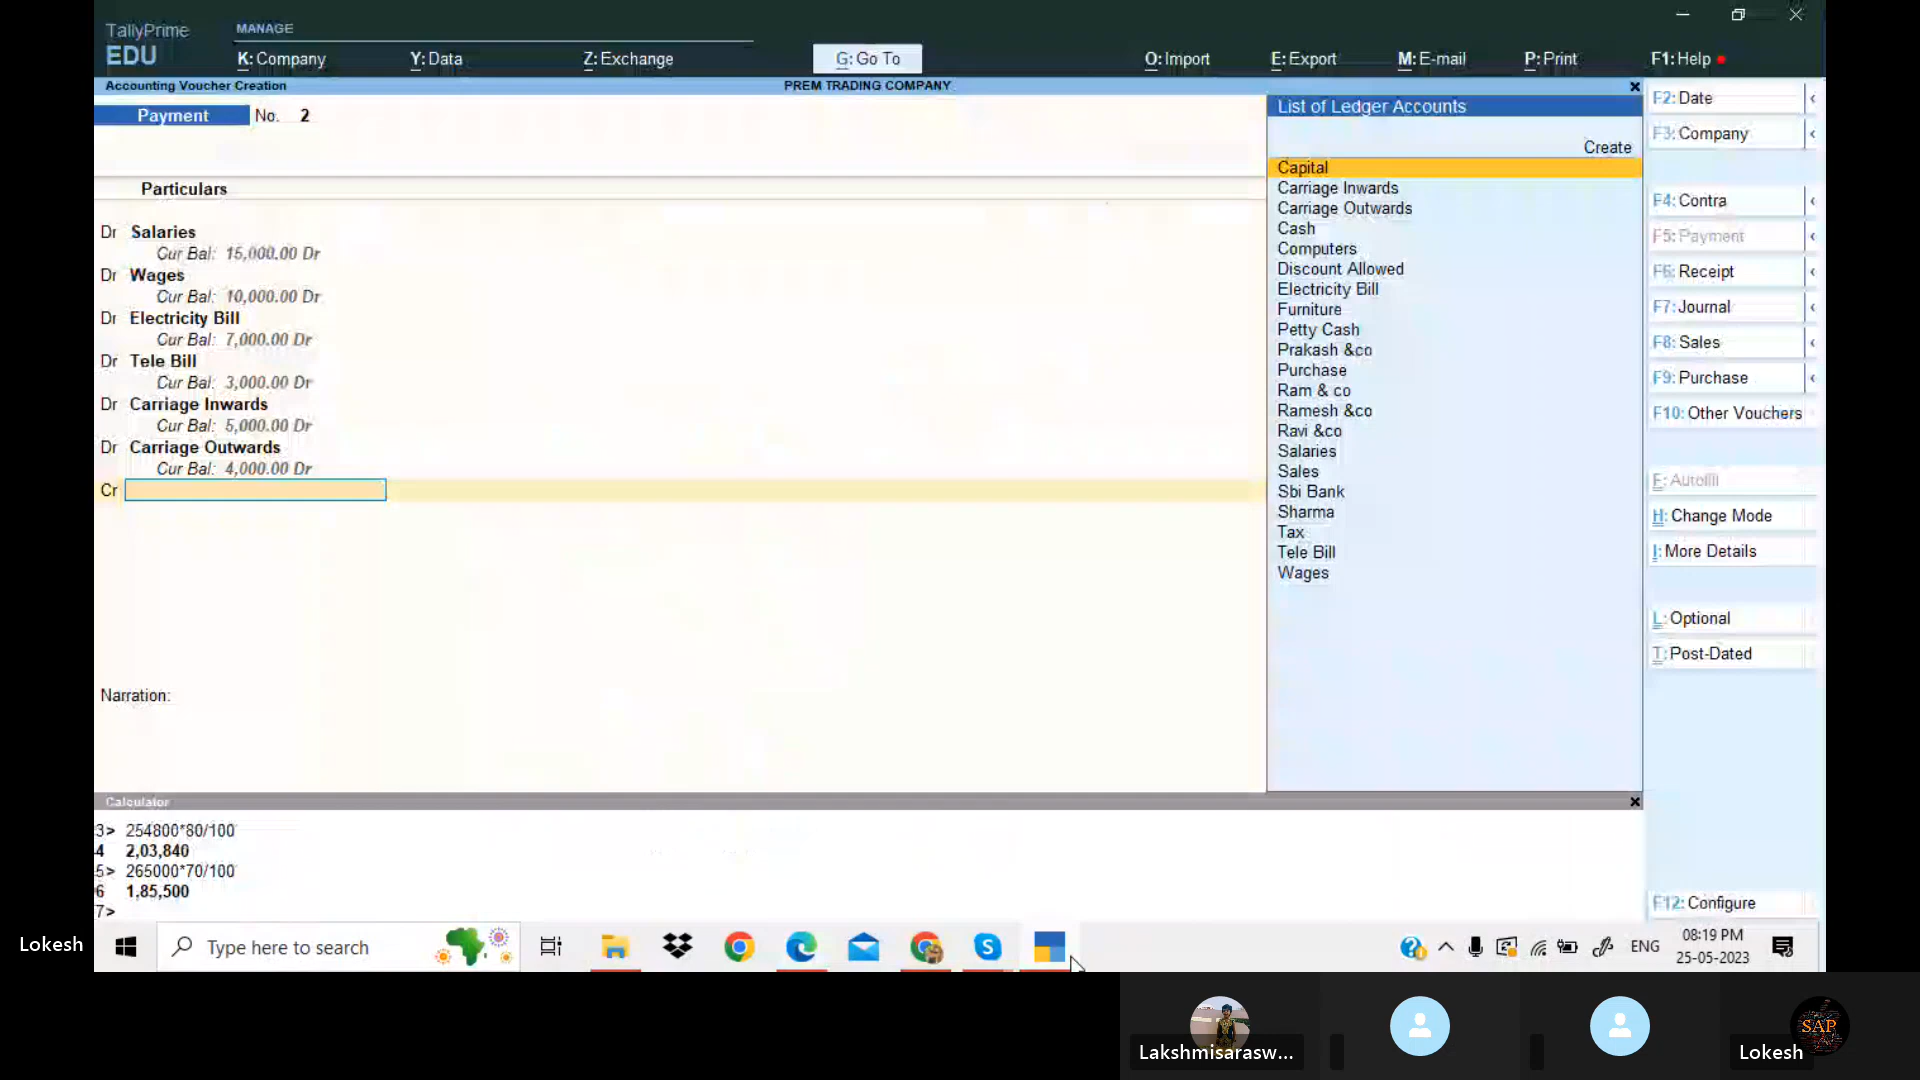 TallyPrime
EDU
MANAGE
K: Company
Y: Data
Z: Exchange
G: Go To
O: Import
E: Export
M: E-mail
P: Print
F1: Help
Accounting Voucher Creation
PREM TRADING COMPANY
Payment No. 2
Particulars
Dr Salaries
Cur Bal: 15,000.00 Dr
Dr Wages
Cur Bal: 10,000.00 Dr
Dr Electricity Bill
Cur Bal: 7,000.00 Dr
Dr Tele Bill
Cur Bal: 3,000.00 Dr
Dr Carriage Inwards
Cur Bal: 5,000.00 Dr
Dr Carriage Outwards
Cur Bal: 4,000.00 Dr
Cr
Narration:
List of Ledger Accounts
Create
Capital
Carriage Inwards
Carriage Outwards
Cash
Computers
Discount Allowed
Electricity Bill
Furniture
Petty Cash
Prakash &co
Purchase
Ram & co
Ramesh &co
Ravi &co
Salaries
Sales
Sbi Bank
Sharma
Tax
Tele Bill
Wages
F2: Date
F3: Company
F4: Contra
F5: Payment
F6: Receipt
F7: Journal
F8: Sales
F9: Purchase
F10: Other Vouchers
F: Autofill
H: Change Mode
I: More Details
L: Optional
T: Post-Dated
F12: Configure
Calculator
3> 254800*80/100
4 2,03,840
5> 265000*70/100
6 1,85,500
7>
Type here to search
ENG
08:19 PM
25-05-2023
Lokesh
Lakshmisarasw...
SAP
Lokesh